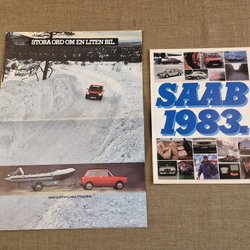 STORA ORD OM EN LITEN BIL.
SAAB
1983.